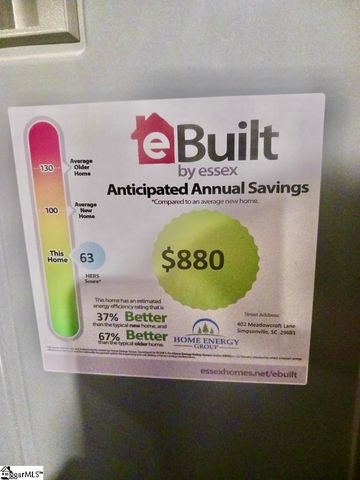 eBuilt
by essex
Anticipated Annual Savings
*Compared to an average new home.
130
Average
Older
Home
100
Average
New
Home
This
Home
63
HERS
Score*
$880
This home has an estimated
energy efficiency rating that is
37% Better
than the typical new home, and
67% Better
than the typical older home.
HOME ENERGY
GROUP
Street Address:
402 Meadowcroft Lane
Simpsonville, SC 29681
essexhomes.net/ebuilt